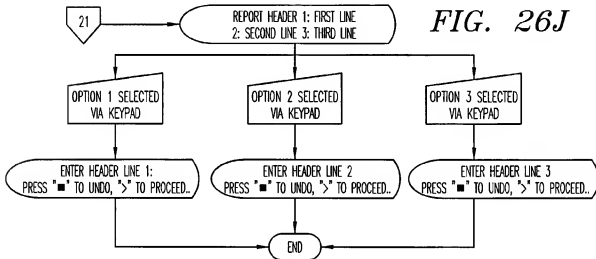 21
REPORT HEADER 1: FIRST LINE
2: SECOND LINE 3: THIRD LINE
FIG. 26J
OPTION 1 SELECTED
VIA KEYPAD
OPTION 2 SELECTED
VIA KEYPAD
OPTION 3 SELECTED
VIA KEYPAD
ENTER HEADER LINE 1:
PRESS "■" TO UNDO, ">" TO PROCEED..
ENTER HEADER LINE 2
PRESS "■" TO UNDO, ">" TO PROCEED..
ENTER HEADER LINE 3
PRESS "■" TO UNDO, ">" TO PROCEED..
END